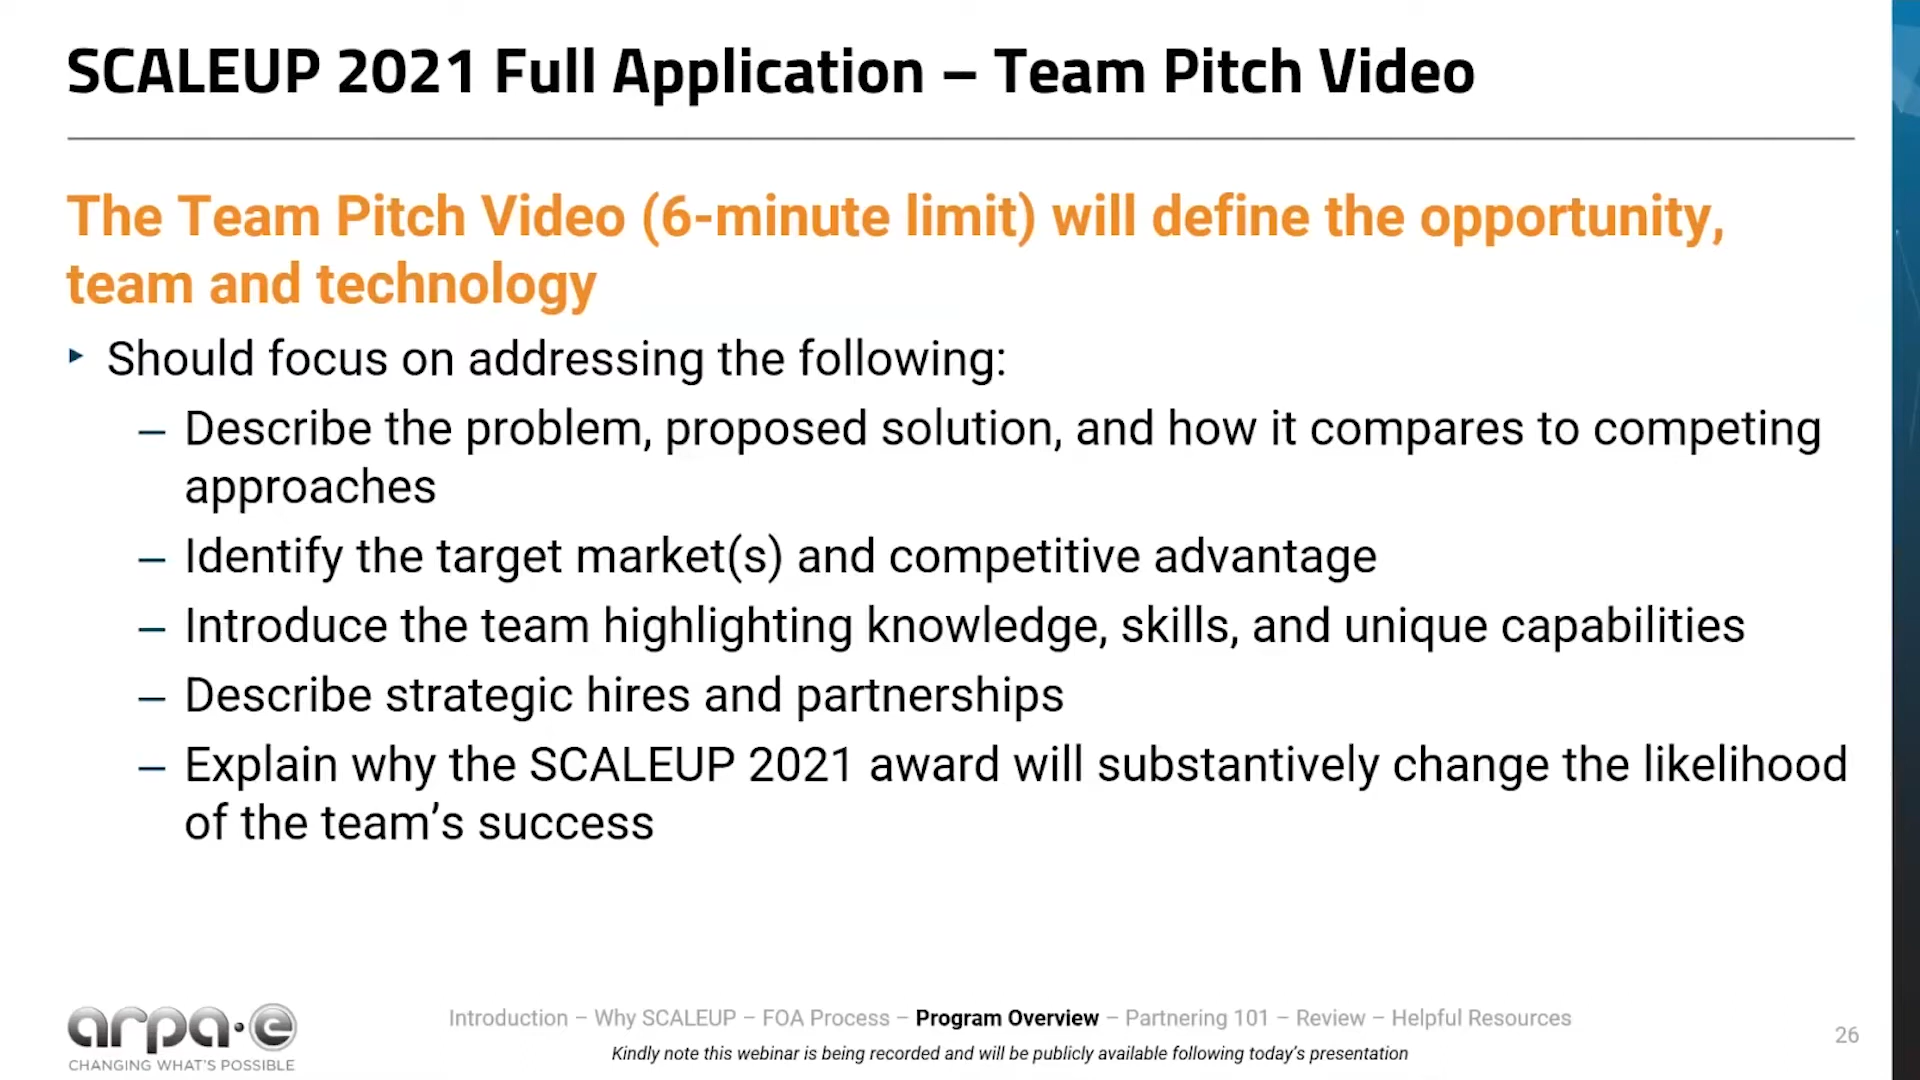 SCALEUP 2021 Full Application – Team Pitch Video
The Team Pitch Video (6-minute limit) will define the opportunity,
team and technology
‣ Should focus on addressing the following:
– Describe the problem, proposed solution, and how it compares to competing
approaches
– Identify the target market(s) and competitive advantage
– Introduce the team highlighting knowledge, skills, and unique capabilities
– Describe strategic hires and partnerships
– Explain why the SCALEUP 2021 award will substantively change the likelihood
of the team’s success
arpa·e
CHANGING WHAT'S POSSIBLE
Introduction – Why SCALEUP – FOA Process – Program Overview – Partnering 101 – Review – Helpful Resources
Kindly note this webinar is being recorded and will be publicly available following today’s presentation
26